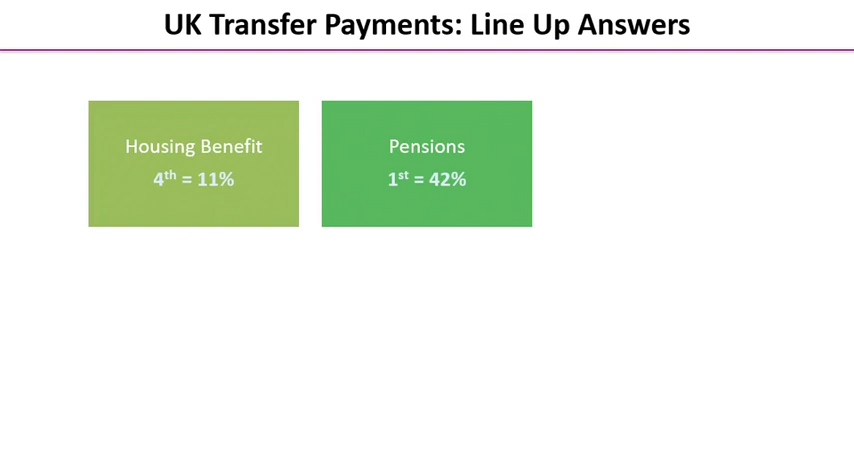 UK Transfer Payments: Line Up Answers
Housing Benefit
4th = 11%
Pensions
1st = 42%